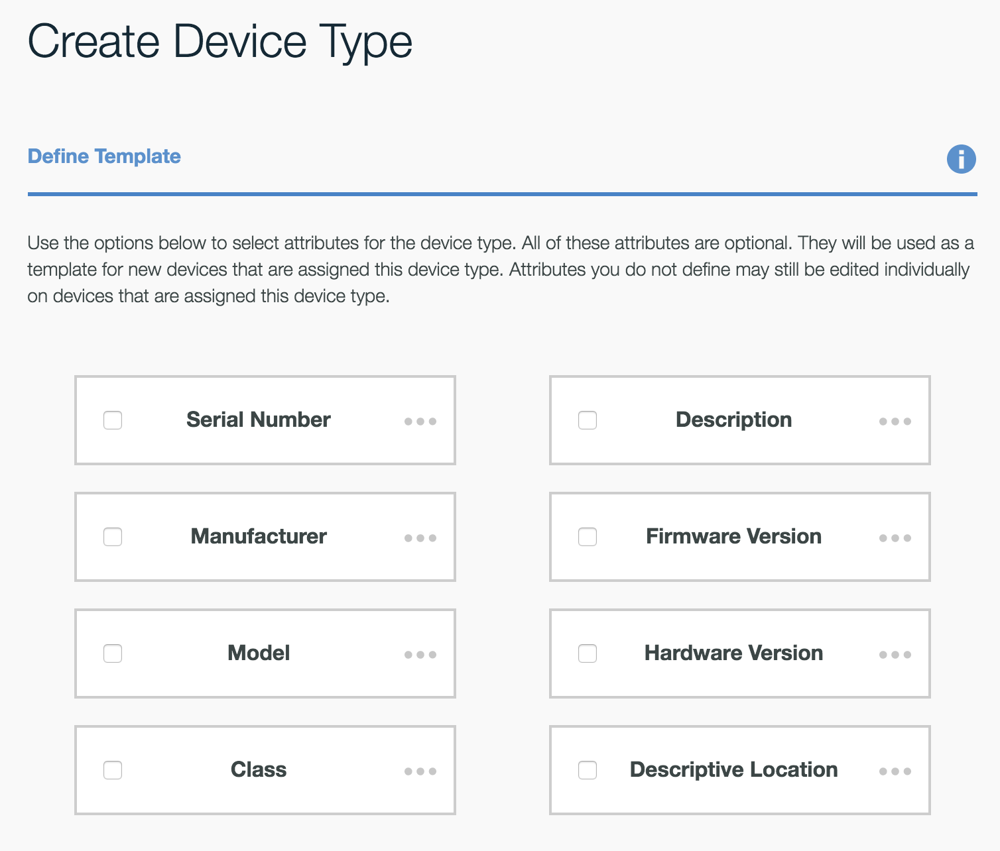 Create Device Type
Define Template
Use the options below to select attributes for the device type. All of these attributes are optional. They will be used as a
template for new devices that are assigned this device type. Attributes you do not define may still be edited individually
on devices that are assigned this device type.
Serial Number
Description
Manufacturer
Firmware Version
Model
Hardware Version
Class
Descriptive Location